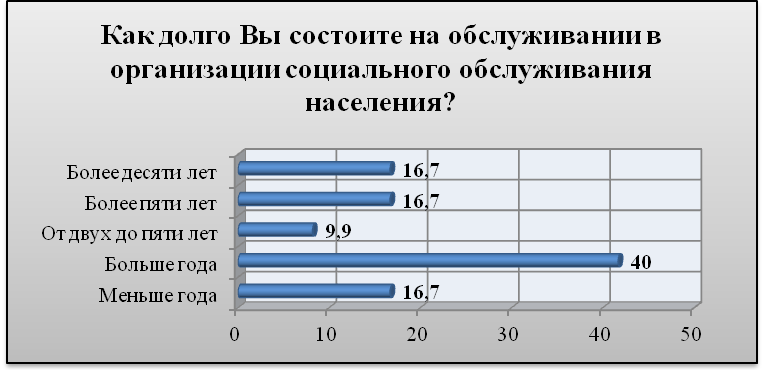 Как долго Вы состоите на обслуживании в
организации социального обслуживания
населения?
Более десяти лет 16,7
Более пяти лет 16,7
От двух до пяти лет 9,9
Больше года 40
Меньше года 16,7
0 10 20 30 40 50